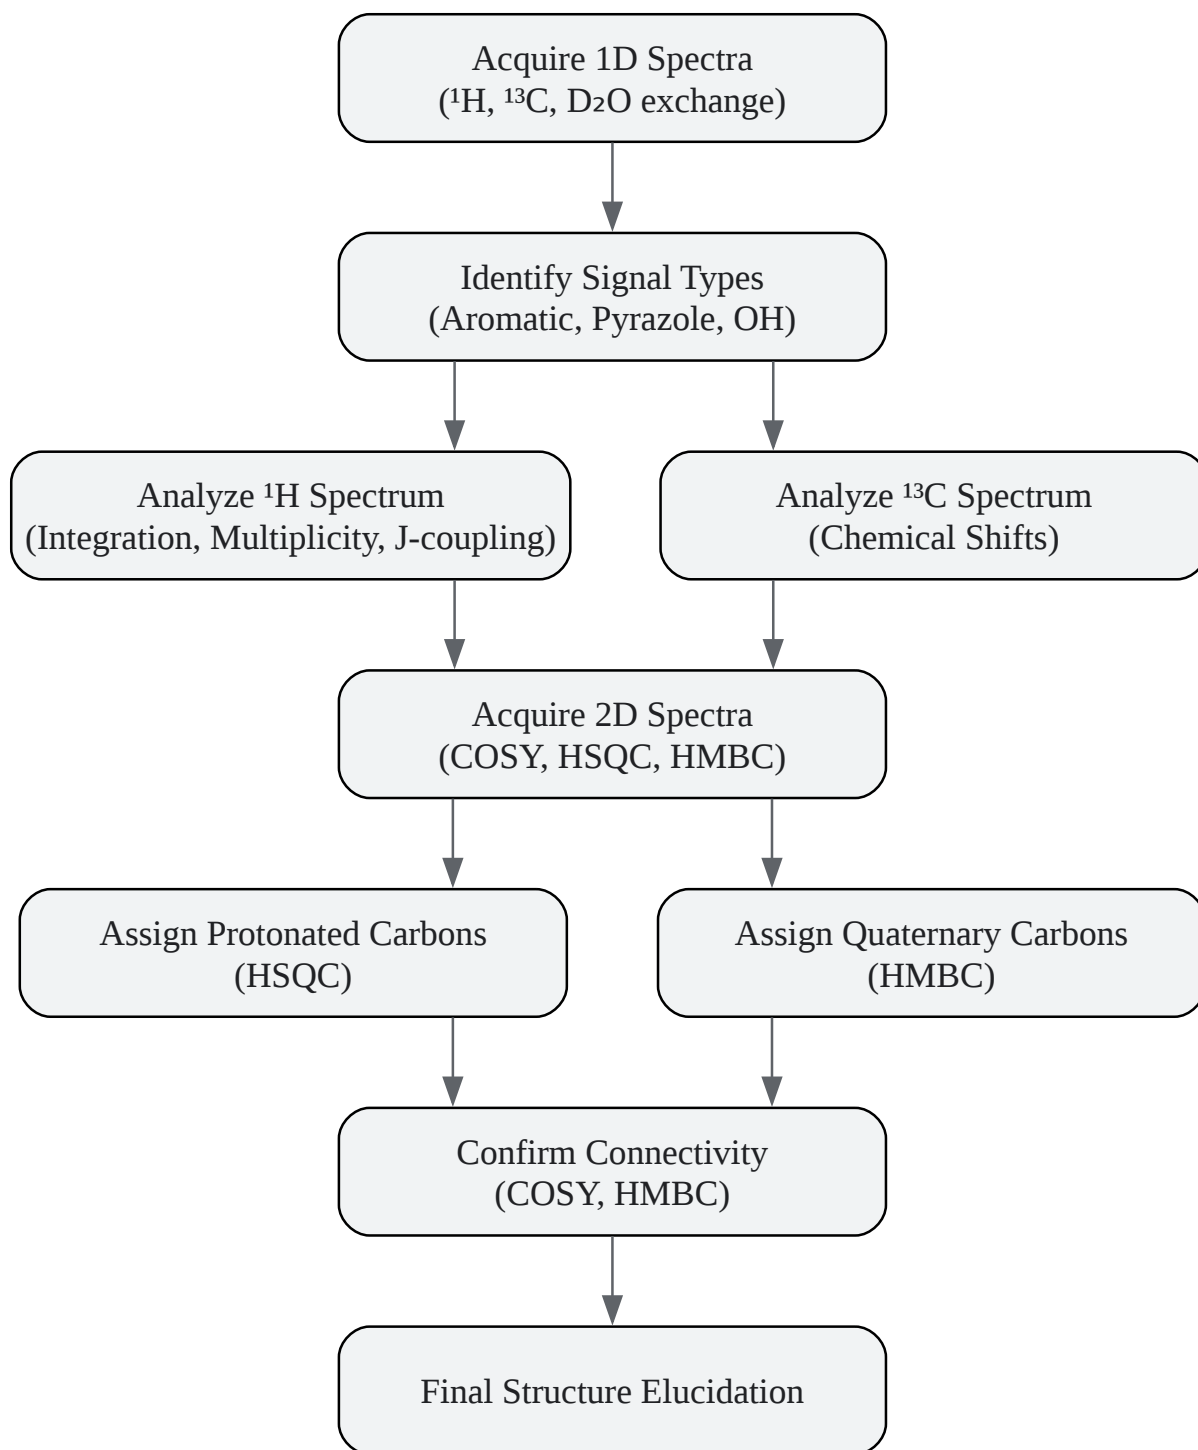 Acquire 1D Spectra
(¹H, ¹³C, D₂O exchange)
Identify Signal Types
(Aromatic, Pyrazole, OH)
Analyze ¹H Spectrum
(Integration, Multiplicity, J-coupling)
Analyze ¹³C Spectrum
(Chemical Shifts)
Acquire 2D Spectra
(COSY, HSQC, HMBC)
Assign Protonated Carbons
(HSQC)
Assign Quaternary Carbons
(HMBC)
Confirm Connectivity
(COSY, HMBC)
Final Structure Elucidation